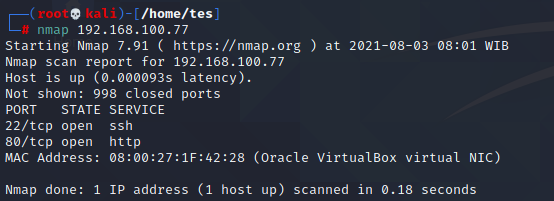 (root💀kali)-[/home/tes]
# nmap 192.168.100.77
Starting Nmap 7.91 ( https://nmap.org ) at 2021-08-03 08:01 WIB
Nmap scan report for 192.168.100.77
Host is up (0.000093s latency).
Not shown: 998 closed ports
PORT   STATE SERVICE
22/tcp open  ssh
80/tcp open  http
MAC Address: 08:00:27:1F:42:28 (Oracle VirtualBox virtual NIC)
Nmap done: 1 IP address (1 host up) scanned in 0.18 seconds